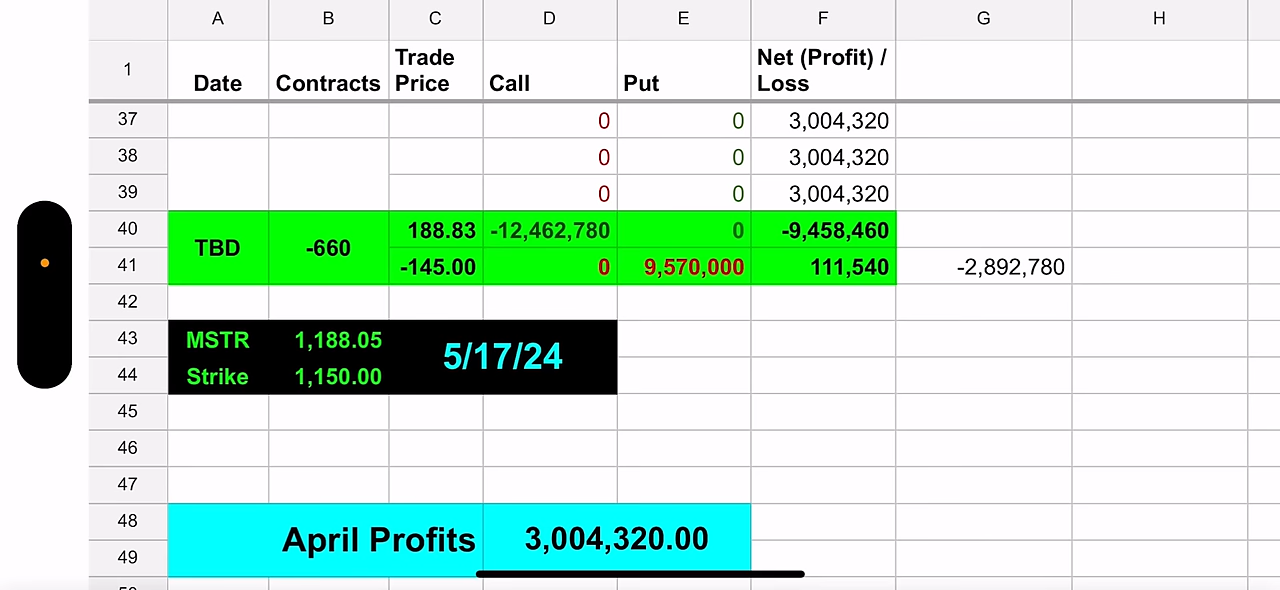 A B C D E F G H
1 Date Contracts Trade Price Call Put Net (Profit) / Loss
37 0 0 3,004,320
38 0 0 3,004,320
39 0 0 3,004,320
40 TBD -660 188.83 -12,462,780 0 -9,458,460
41 -145.00 0 9,570,000 111,540 -2,892,780
42
43 MSTR 1,188.05 5/17/24
44 Strike 1,150.00
45
46
47
48 April Profits 3,004,320.00
49